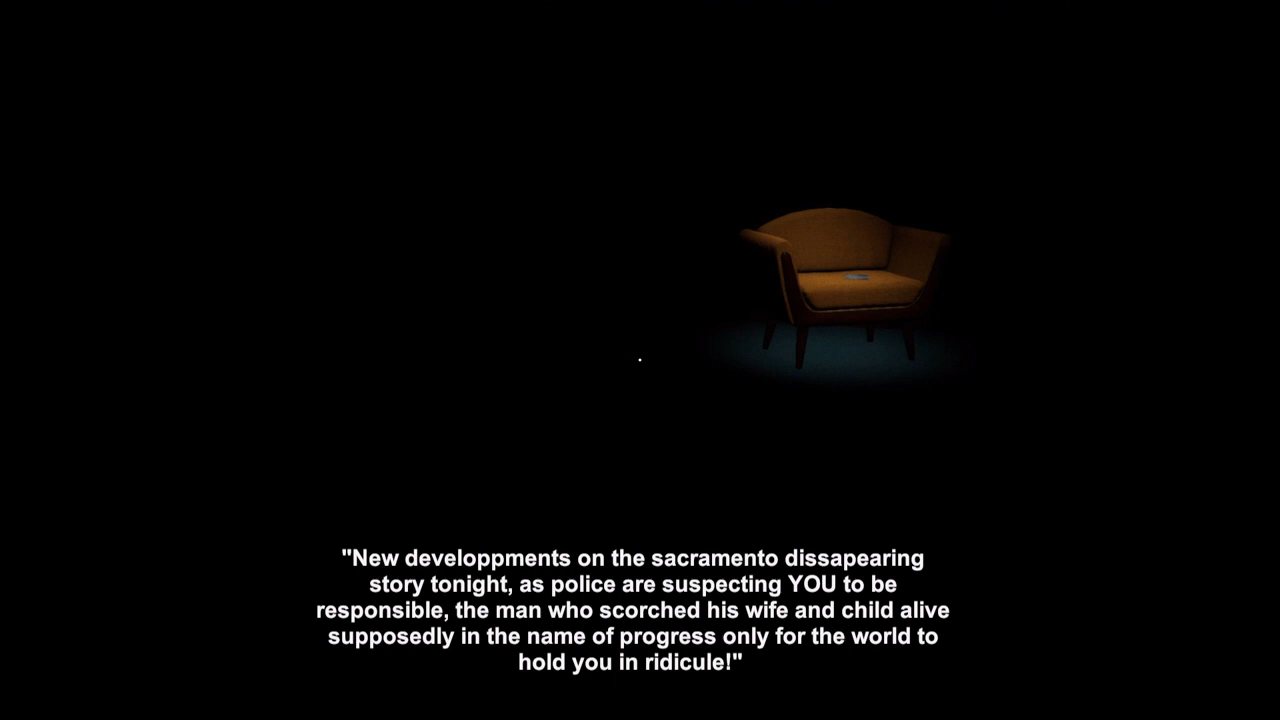 "New developpments on the sacramento dissapearing
story tonight, as police are suspecting YOU to be
responsible, the man who scorched his wife and child alive
supposedly in the name of progress only for the world to
hold you in ridicule!"